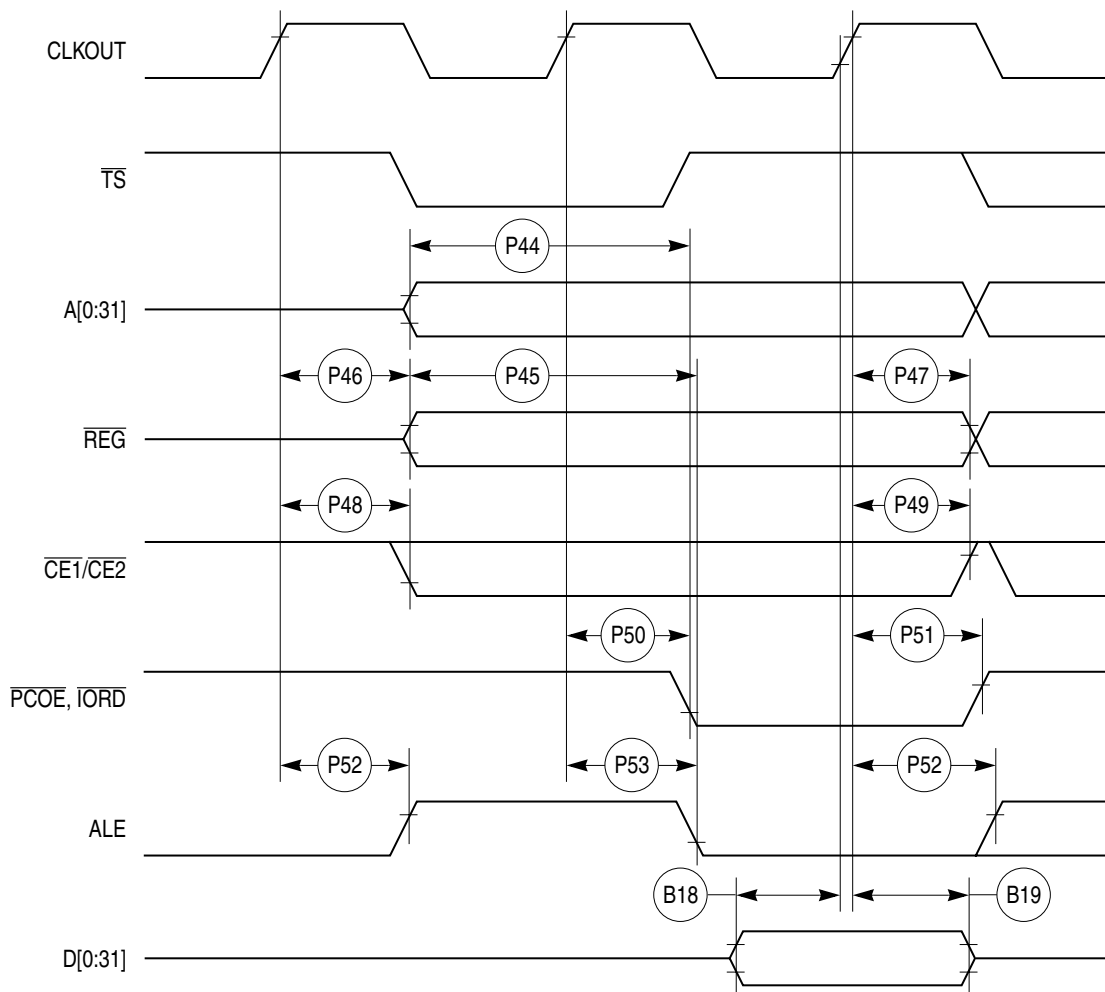 CLKOUT
TS
P44
A[0:31]
P46 P45 P47
REG
P48 P49
CE1/CE2
P50 P51
PCOE, IORD
P52 P53 P52
ALE
B18 B19
D[0:31]